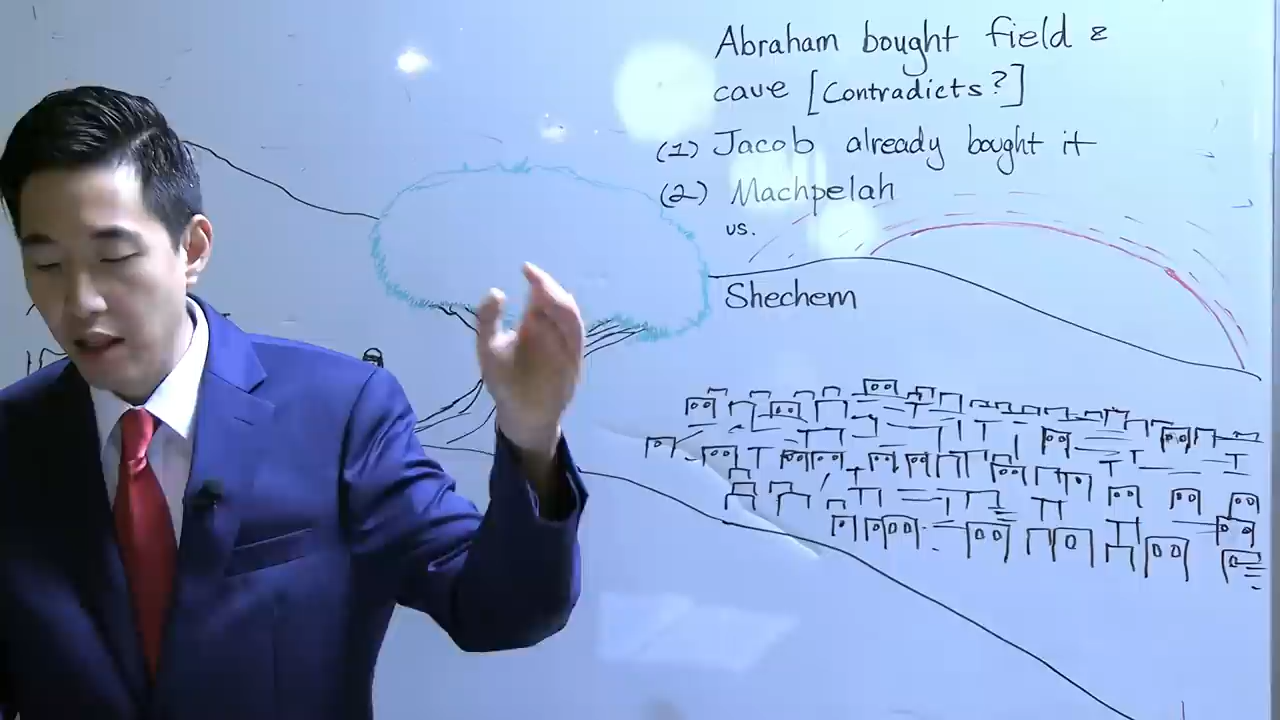 Abraham bought field &
cave [Contradicts?]
(1) Jacob already bought it
(2) Machpelah
vs.
Shechem